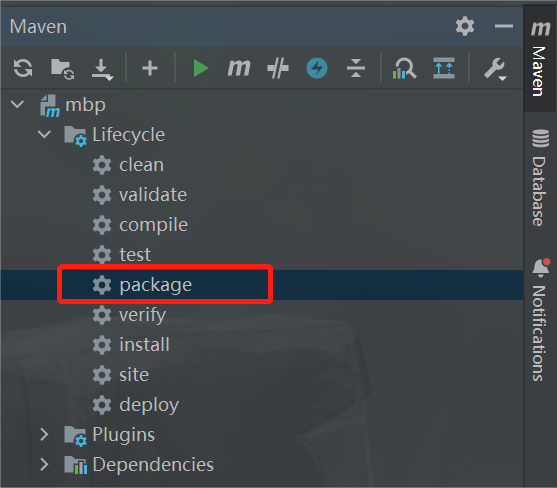 Maven
mbp
Lifecycle
clean
validate
compile
test
package
verify
install
site
deploy
Plugins
Dependencies
Maven
Database
Notifications